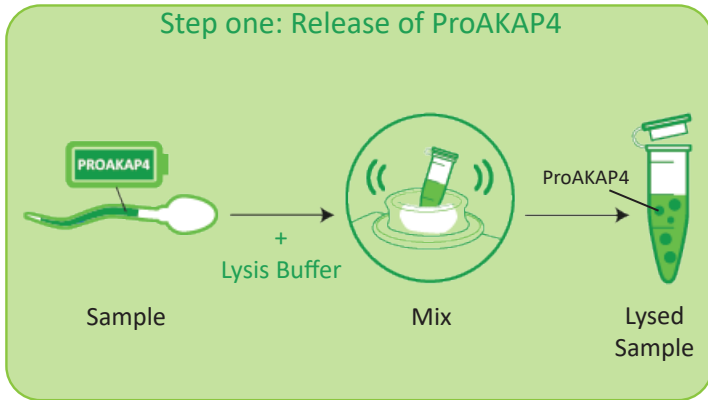 Step one: Release of ProAKAP4
PROAKAP4
+
Lysis Buffer
ProAKAP4
Sample
Mix
Lysed
Sample